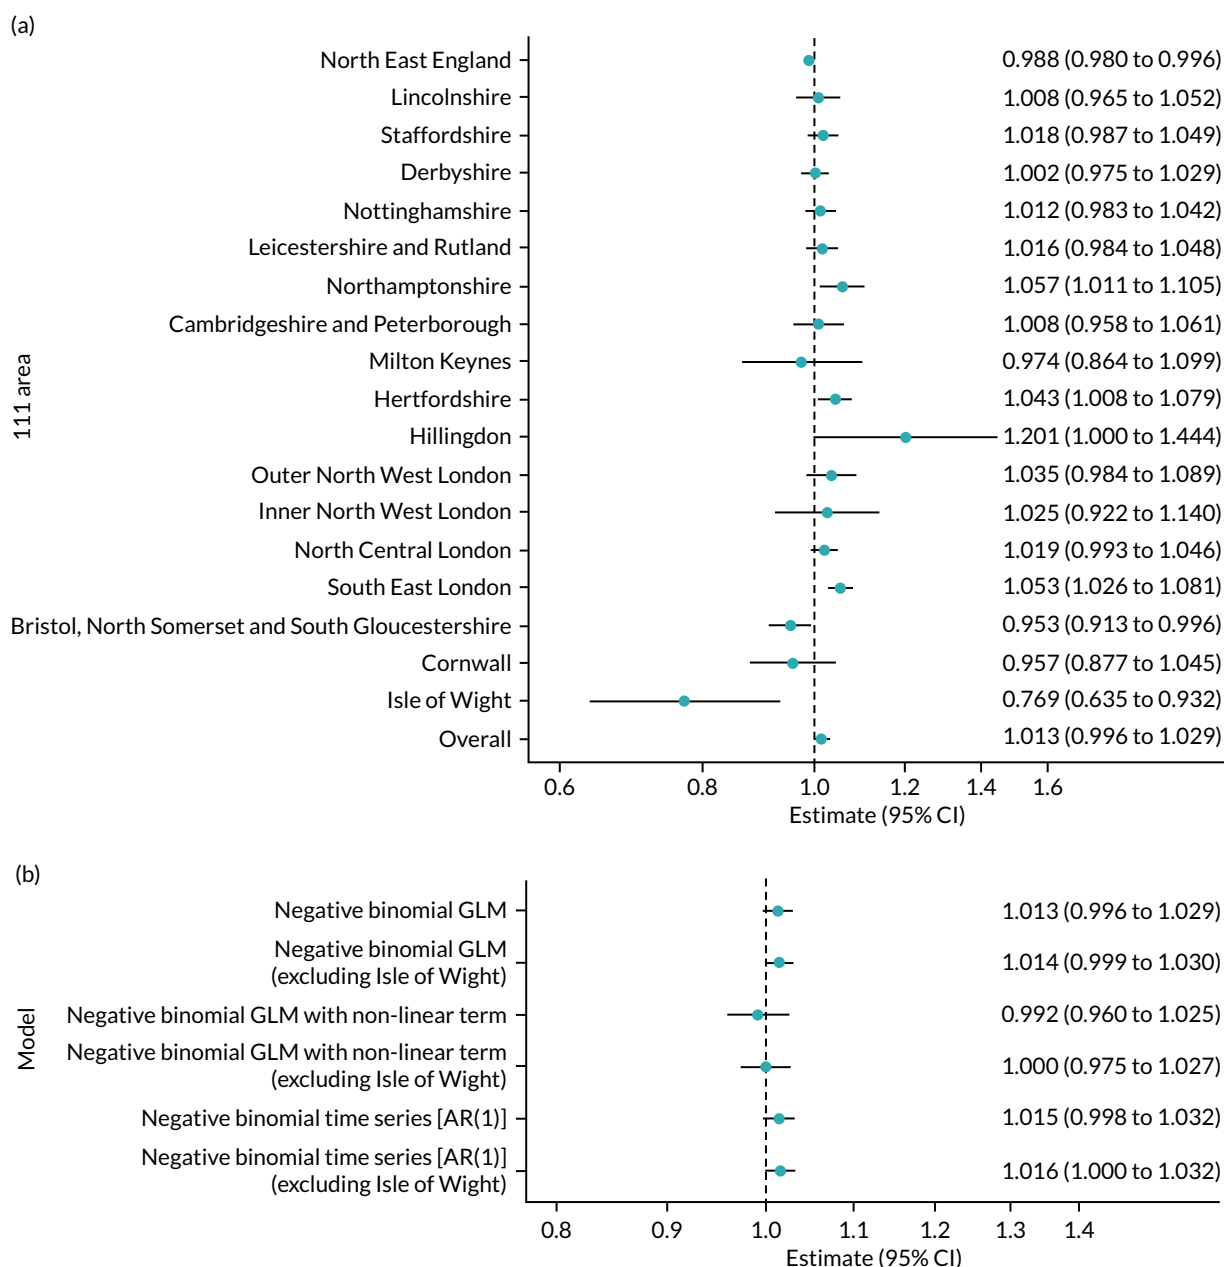 (a)
111 area
North East England 0.988 (0.980 to 0.996)
Lincolnshire 1.008 (0.965 to 1.052)
Staffordshire 1.018 (0.987 to 1.049)
Derbyshire 1.002 (0.975 to 1.029)
Nottinghamshire 1.012 (0.983 to 1.042)
Leicestershire and Rutland 1.016 (0.984 to 1.048)
Northamptonshire 1.057 (1.011 to 1.105)
Cambridgeshire and Peterborough 1.008 (0.958 to 1.061)
Milton Keynes 0.974 (0.864 to 1.099)
Hertfordshire 1.043 (1.008 to 1.079)
Hillingdon 1.201 (1.000 to 1.444)
Outer North West London 1.035 (0.984 to 1.089)
Inner North West London 1.025 (0.922 to 1.140)
North Central London 1.019 (0.993 to 1.046)
South East London 1.053 (1.026 to 1.081)
Bristol, North Somerset and South Gloucestershire 0.953 (0.913 to 0.996)
Cornwall 0.957 (0.877 to 1.045)
Isle of Wight 0.769 (0.635 to 0.932)
Overall 1.013 (0.996 to 1.029)
0.6 0.8 1.0 1.2 1.4 1.6
Estimate (95% CI)
(b)
Model
Negative binomial GLM 1.013 (0.996 to 1.029)
Negative binomial GLM
(excluding Isle of Wight) 1.014 (0.999 to 1.030)
Negative binomial GLM with non-linear term 0.992 (0.960 to 1.025)
Negative binomial GLM with non-linear term
(excluding Isle of Wight) 1.000 (0.975 to 1.027)
Negative binomial time series [AR(1)] 1.015 (0.998 to 1.032)
Negative binomial time series [AR(1)]
(excluding Isle of Wight) 1.016 (1.000 to 1.032)
0.8 0.9 1.0 1.1 1.2 1.3 1.4
Estimate (95% CI)